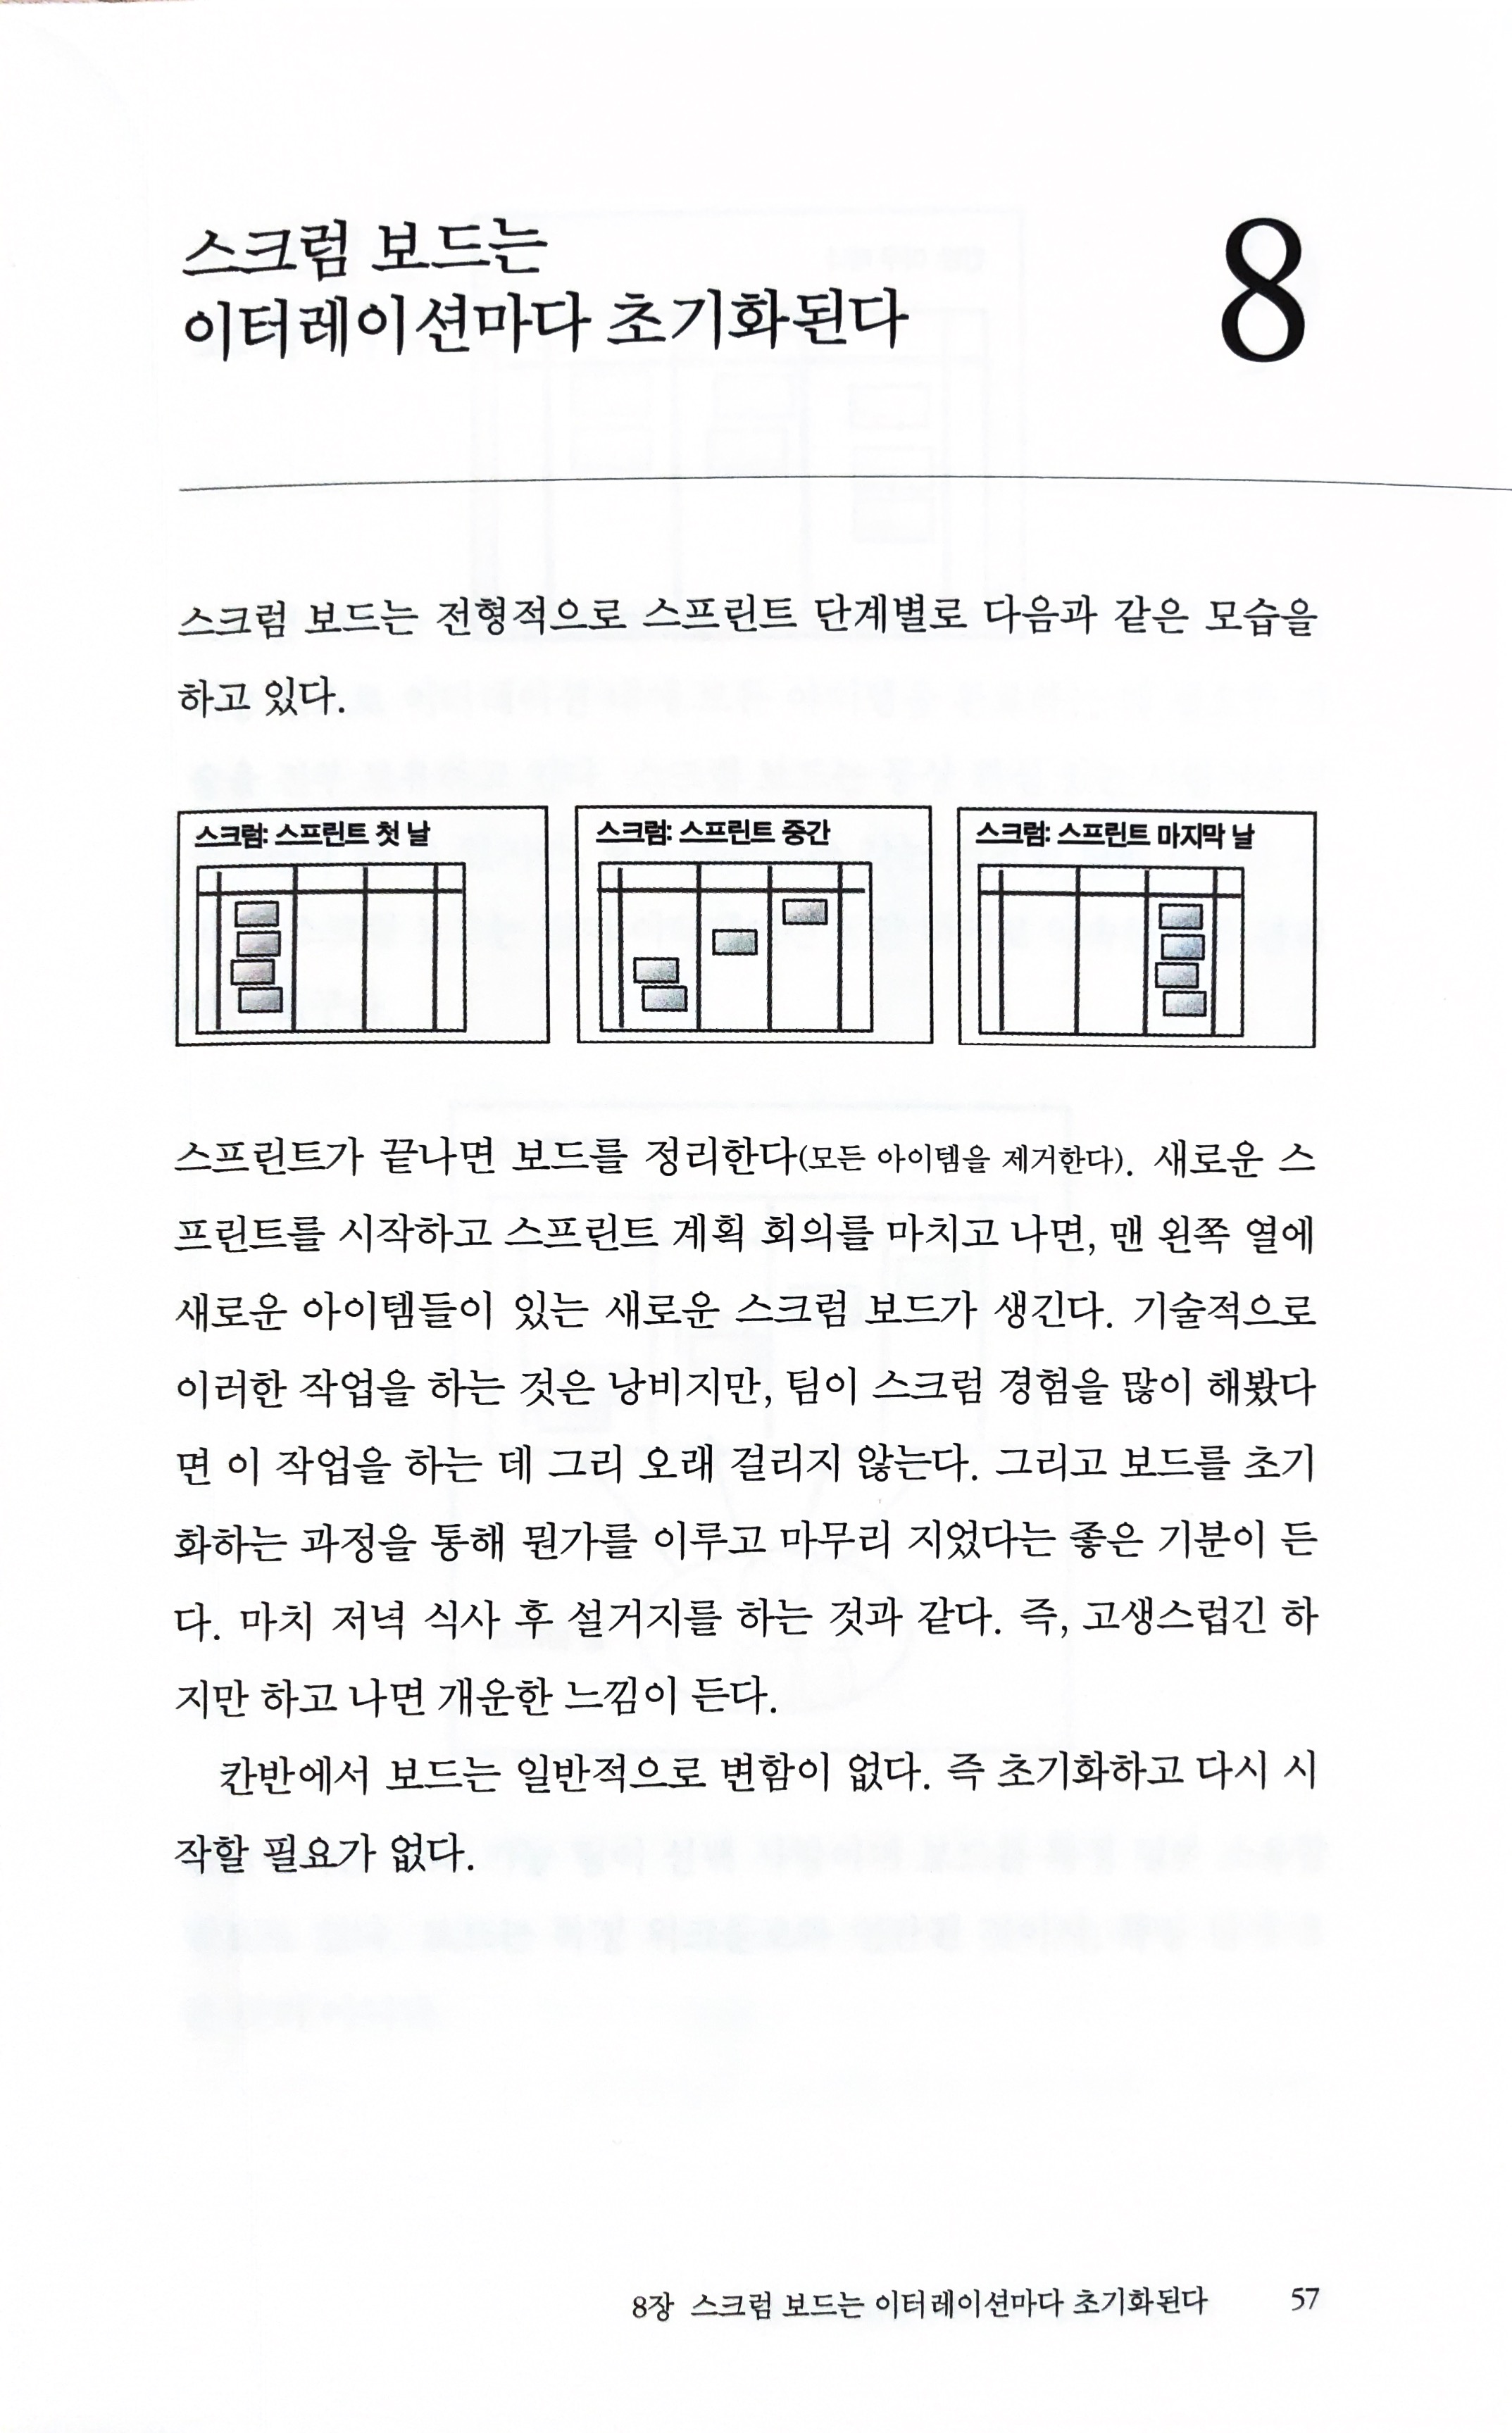 스크럼 보드는
이터레이션마다 초기화된다
8
스크럼 보드는 전형적으로 스프린트 단계별로 다음과 같은 모습을
하고 있다.
스크럼: 스프린트 첫 날
스크럼: 스프린트 중간
스크럼: 스프린트 마지막 날
스프린트가 끝나면 보드를 정리한다(모든 아이템을 제거한다). 새로운 스
프린트를 시작하고 스프린트 계획 회의를 마치고 나면, 맨 왼쪽 열에
새로운 아이템들이 있는 새로운 스크럼 보드가 생긴다. 기술적으로
이러한 작업을 하는 것은 낭비지만, 팀이 스크럼 경험을 많이 해봤다
면 이 작업을 하는 데 그리 오래 걸리지 않는다. 그리고 보드를 초기
화하는 과정을 통해 뭔가를 이루고 마무리 지었다는 좋은 기분이 든
다. 마치 저녁 식사 후 설거지를 하는 것과 같다. 즉, 고생스럽긴 하
지만 하고 나면 개운한 느낌이 든다.
칸반에서 보드는 일반적으로 변함이 없다. 즉 초기화하고 다시 시
작할 필요가 없다.
8장 스크럼 보드는 이터레이션마다 초기화된다 57